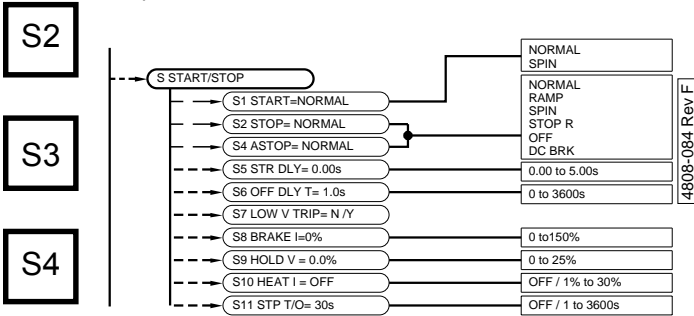 S2
S3
S4
S START/STOP
S1 START=NORMAL
S2 STOP= NORMAL
S4 ASTOP= NORMAL
S5 STR DLY= 0.00s
S6 OFF DLY T= 1.0s
S7 LOW V TRIP= N /Y
S8 BRAKE I=0%
S9 HOLD V = 0.0%
S10 HEAT I = OFF
S11 STP T/O= 30s
NORMAL
SPIN
NORMAL
RAMP
SPIN
STOP R
OFF
DC BRK
0.00 to 5.00s
0 to 3600s
0 to150%
0 to 25%
OFF / 1% to 30%
OFF / 1 to 3600s
4808-084 Rev F